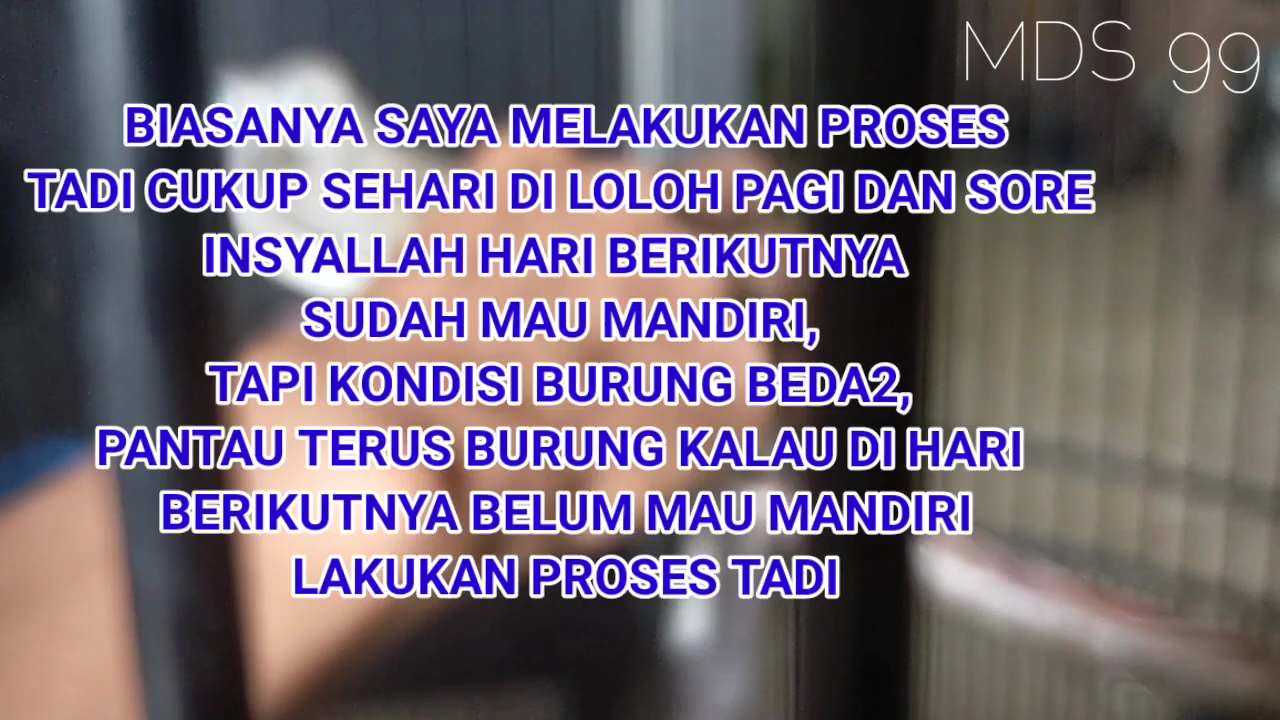 MDS 99
BIASANYA SAYA MELAKUKAN PROSES
TADI CUKUP SEHARI DI LOLOH PAGI DAN SORE
INSYALLAH HARI BERIKUTNYA
SUDAH MAU MANDIRI,
TAPI KONDISI BURUNG BEDA2,
PANTAU TERUS BURUNG KALAU DI HARI
BERIKUTNYA BELUM MAU MANDIRI
LAKUKAN PROSES TADI